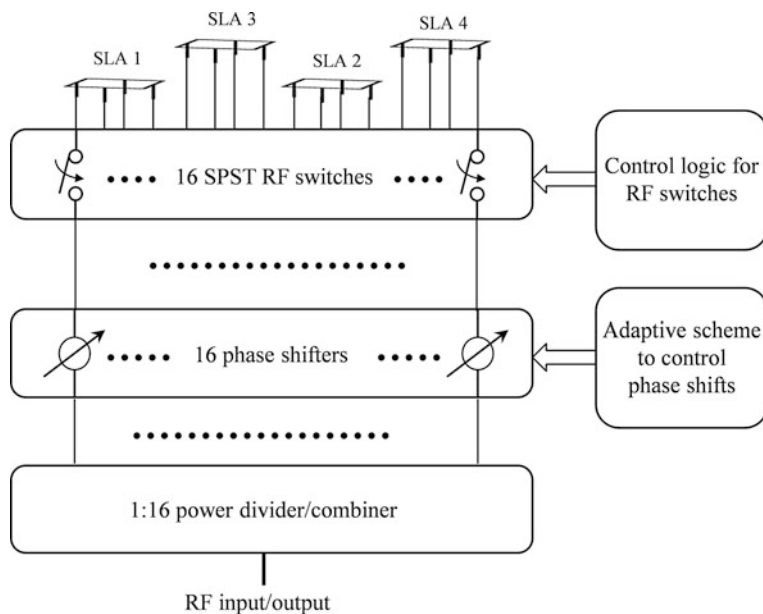 SLA 3
SLA 4
SLA 1
SLA 2
16 SPST RF switches
Control logic for
RF switches
16 phase shifters
Adaptive scheme
to control
phase shifts
1:16 power divider/combiner
RF input/output